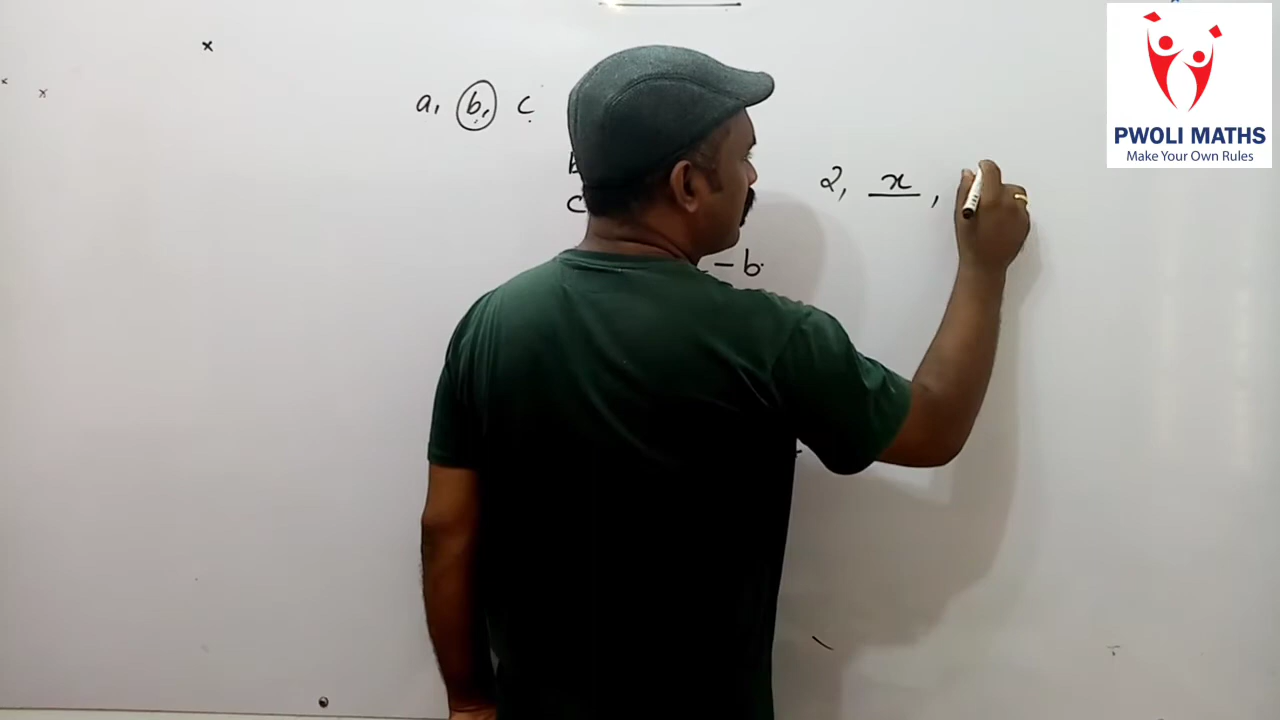 a, b, c
b
c
- b
2, x,
PWOLI MATHS
Make Your Own Rules